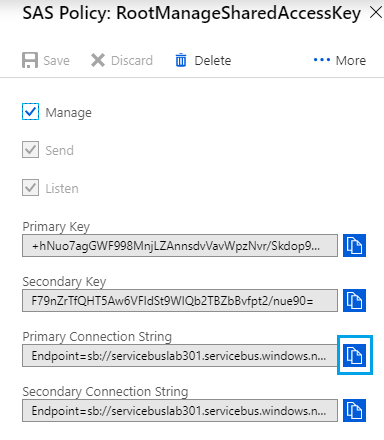 SAS Policy: RootManageSharedAccessKey
Save Discard Delete ... More
Manage
Send
Listen
Primary Key
+hNuo7agGWF998MnjLZAnnsdvVavWpzNvr/Skdop9...
Secondary Key
F79nZrTfQHT5Aw6VFIdSt9WIQb2TBZbBvfpt2/nue90=
Primary Connection String
Endpoint=sb://servicebuslab301.servicebus.windows.n...
Secondary Connection String
Endpoint=sb://servicebuslab301.servicebus.windows.n...